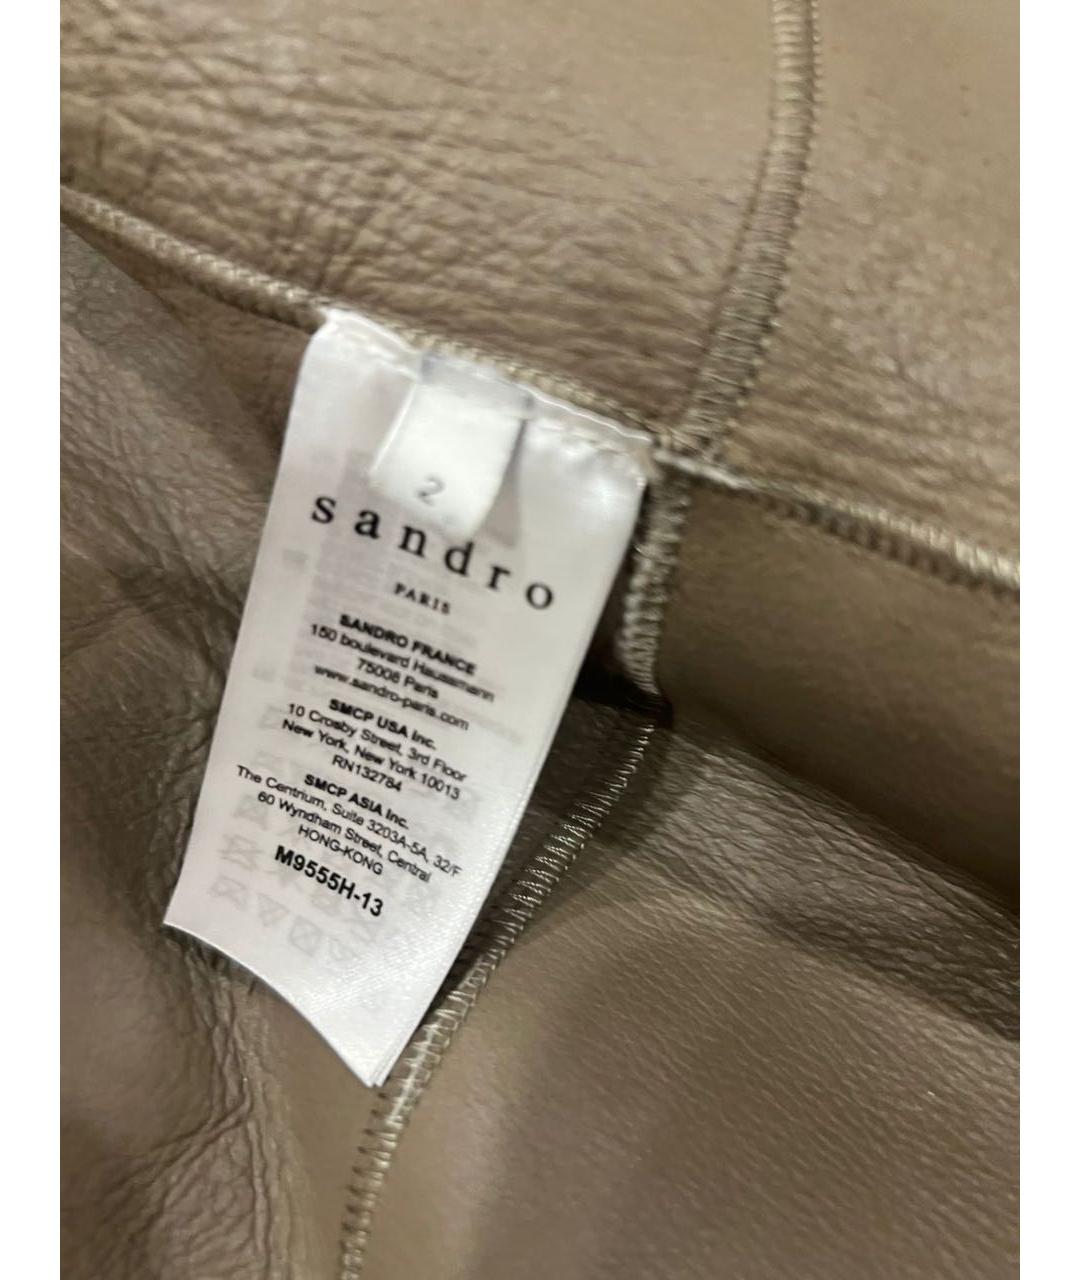 2
sandro
PARIS
SANDRO FRANCE
150 boulevard Haussmann
75008 Paris
www.sandro-paris.com
SMCP USA Inc.
10 Crosby Street, 3rd Floor
New York, New York 10013
RN132784
SMCP ASIA Inc.
The Centrium, Suite 3203A-5A, 32/F
60 Wyndham Street, Central
HONG-KONG
M9555H-13